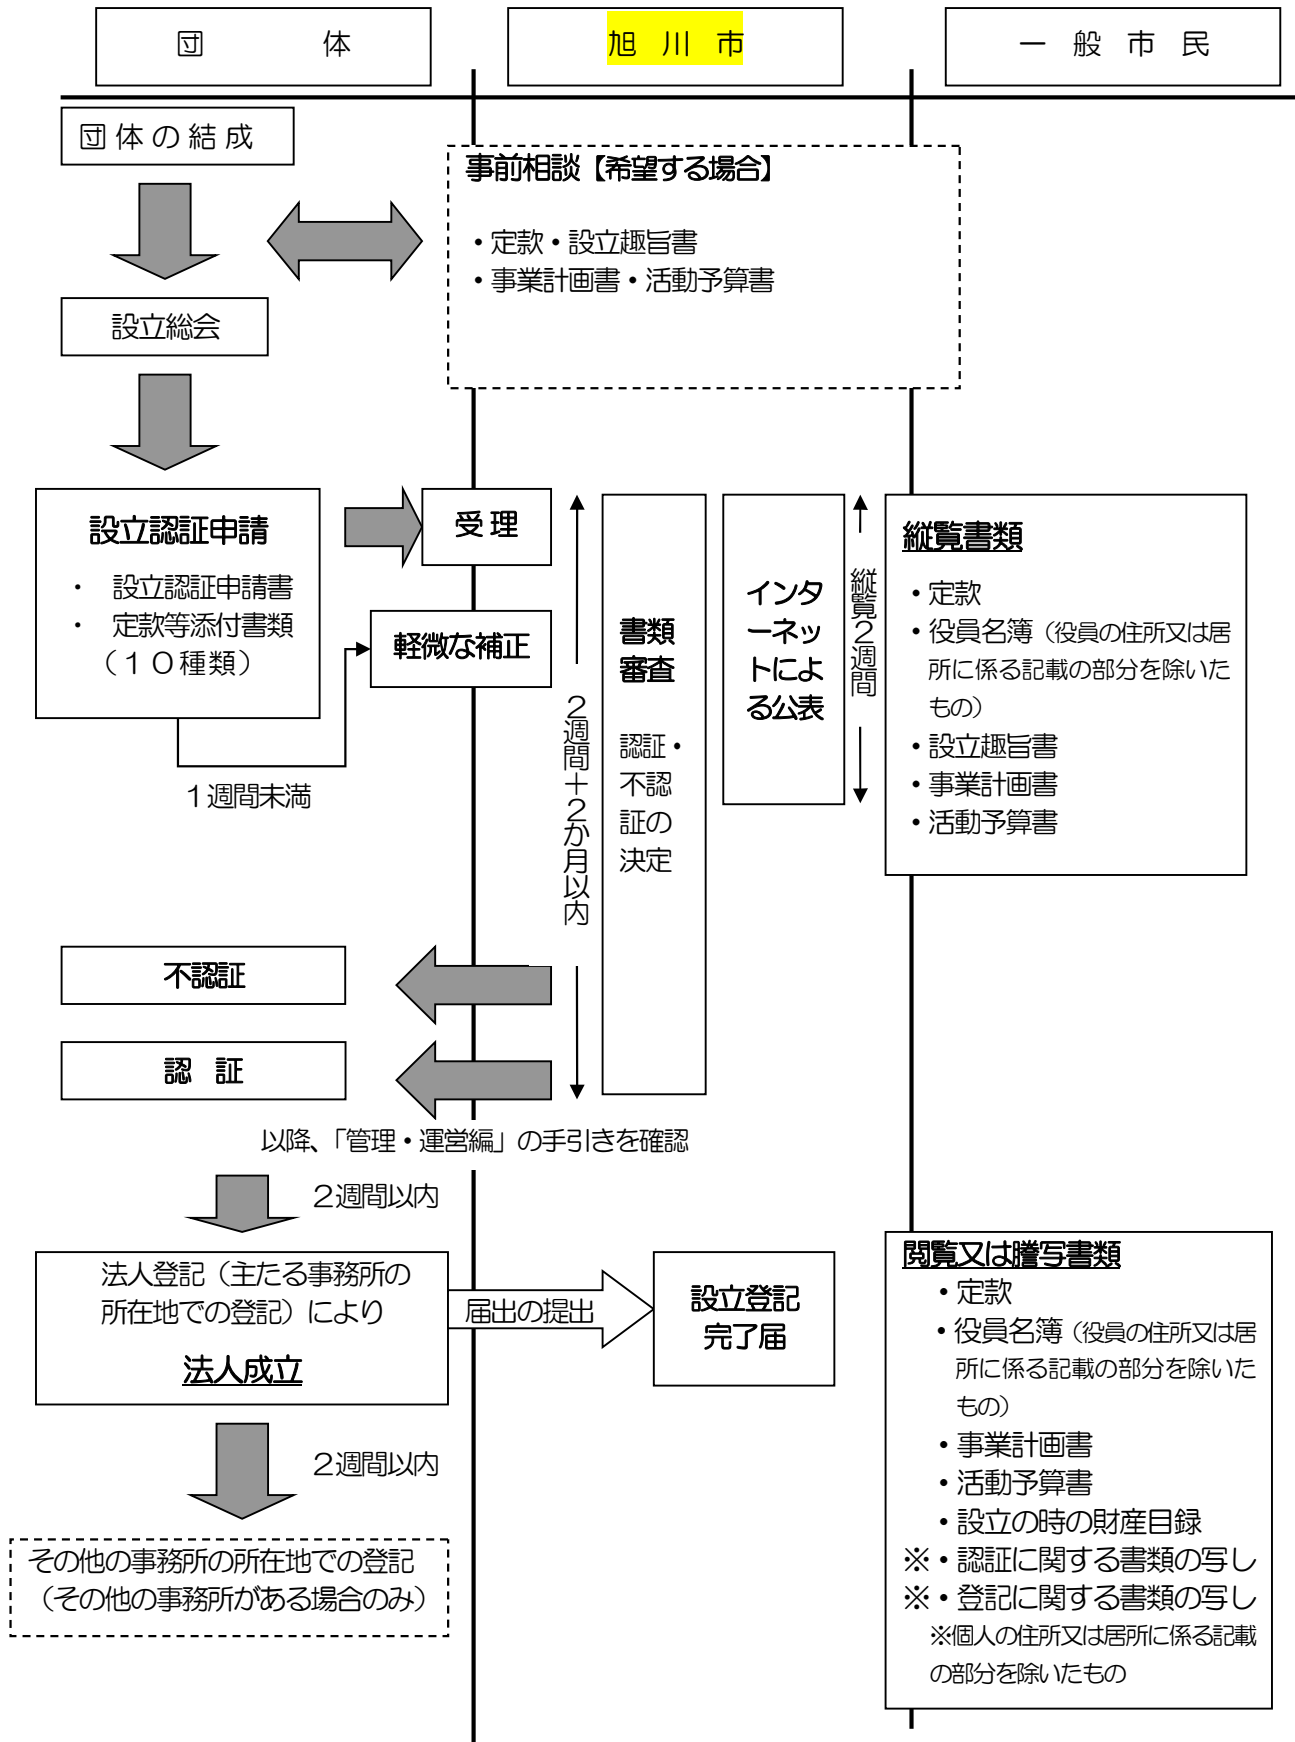 団　体
旭 川 市
一 般 市 民
団 体 の 結 成
事前相談【希望する場合】
・定款・設立趣旨書
・事業計画書・活動予算書
設立総会
設立認証申請
・　設立認証申請書
・　定款等添付書類
（１０種類）
１週間未満
受 理
軽微な補正
２週間＋２か月以内
書類
審査
認証・
不認
証の
決定
インタ
ーネッ
トによ
る公表
縦覧２週間
縦覧書類
・定款
・役員名簿（役員の住所又は居
所に係る記載の部分を除いた
もの）
・設立趣旨書
・事業計画書
・活動予算書
不認証
認　証
以降、「管理・運営編」の手引きを確認
２週間以内
法人登記（主たる事務所の
所在地での登記）により
法人成立
届出の提出
設立登記
完了届
２週間以内
その他の事務所の所在地での登記
（その他の事務所がある場合のみ）
閲覧又は謄写書類
・定款
・役員名簿（役員の住所又は居
所に係る記載の部分を除いた
もの）
・事業計画書
・活動予算書
・設立の時の財産目録
※・認証に関する書類の写し
※・登記に関する書類の写し
※個人の住所又は居所に係る記載
の部分を除いたもの